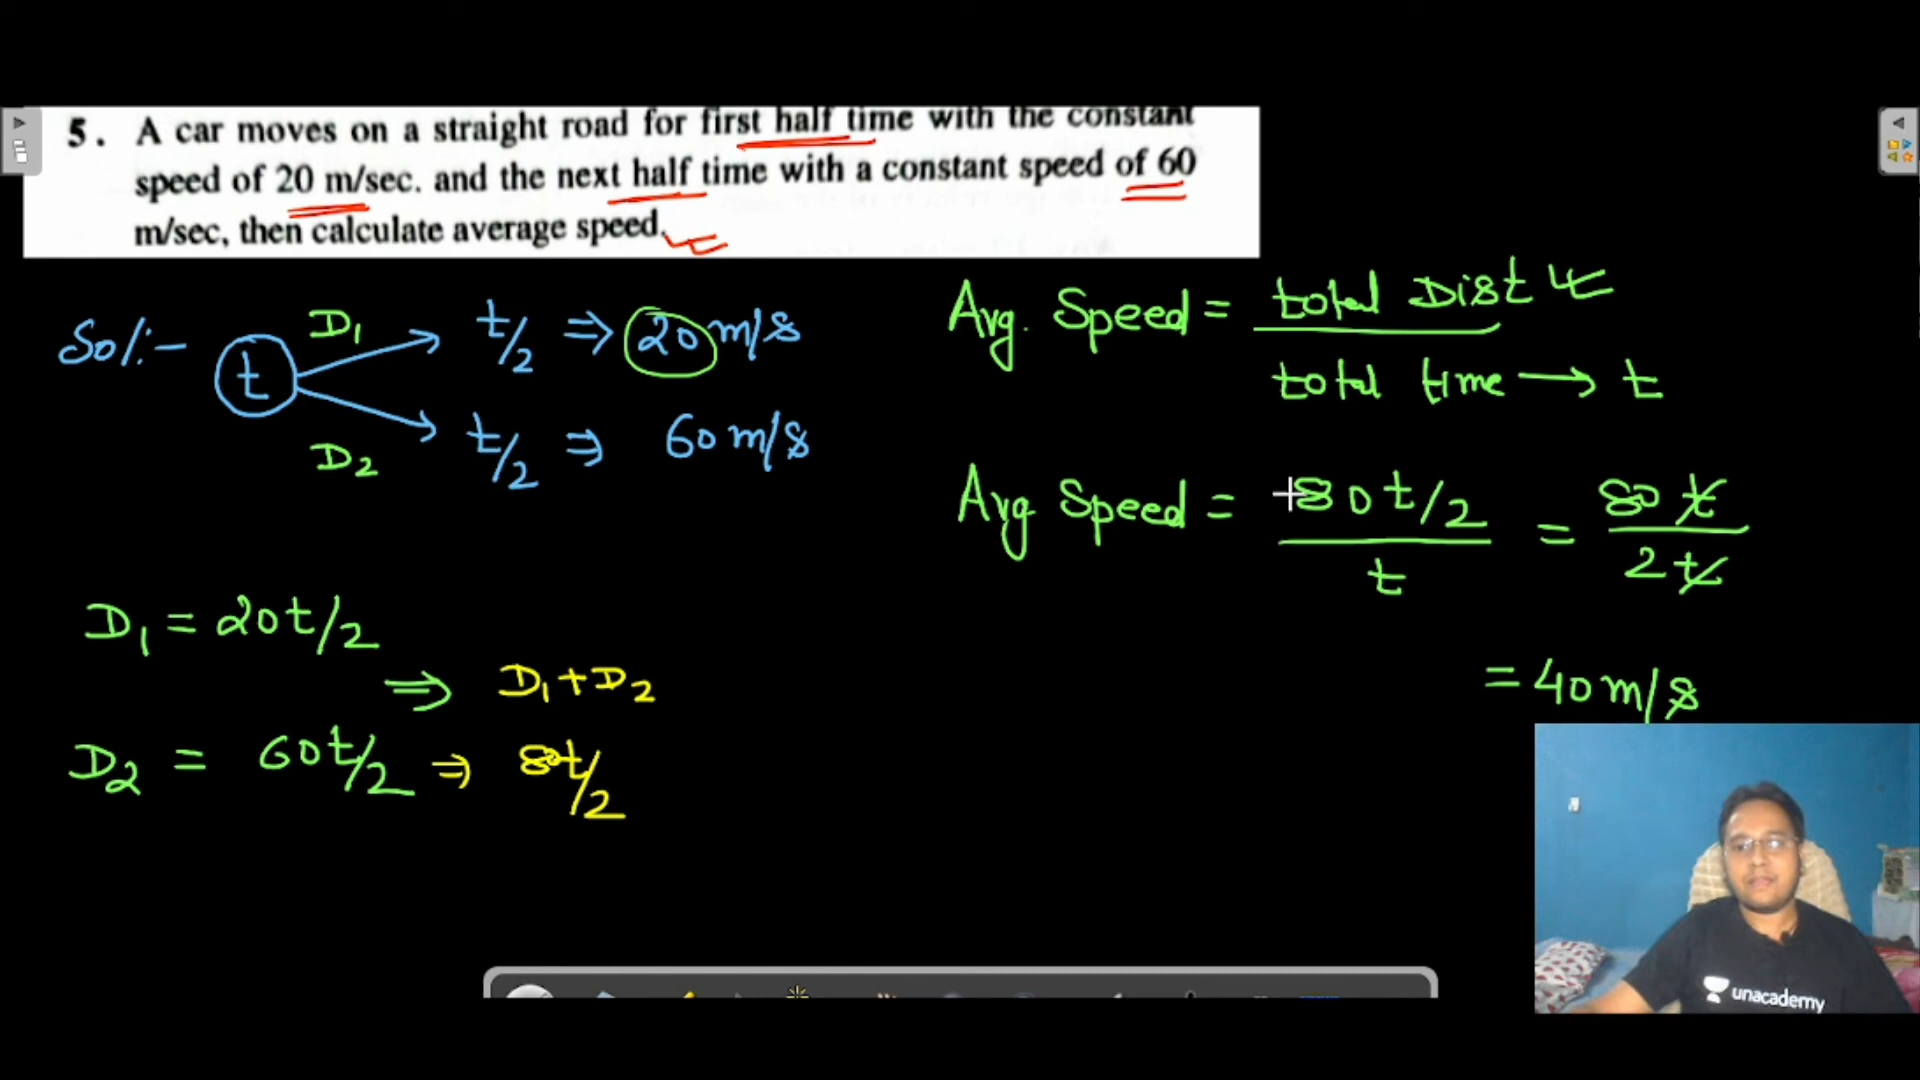 5. A car moves on a straight road for first half time with the constant
speed of 20 m/sec. and the next half time with a constant speed of 60
m/sec, then calculate average speed.
Sol:-
t
D1
t/2 ⇒ 20 m/s
D2
t/2 ⇒ 60 m/s
D1 = 20t/2
⇒ D1+D2
D2 = 60t/2 ⇒ 80t/2
Avg. Speed = total Dist
total time → t
Avg Speed = 80t/2 = 80t
t 2t
= 40 m/s
unacademy